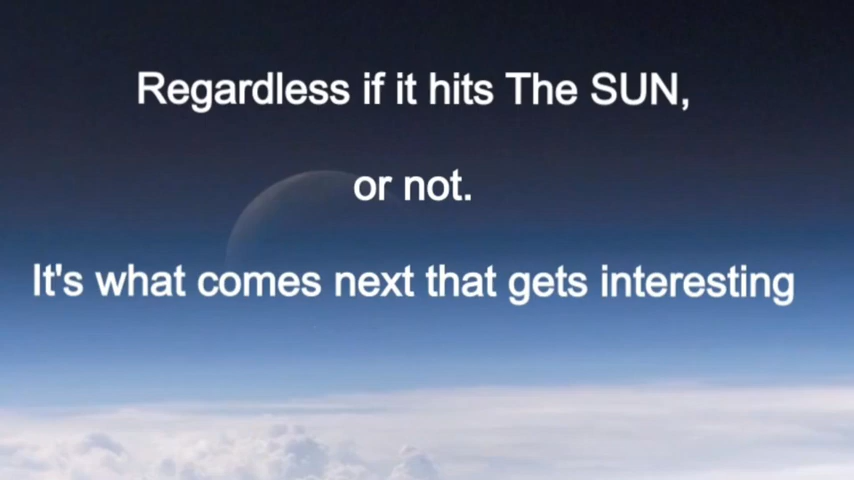 Regardless if it hits The SUN,
or not.
It's what comes next that gets interesting